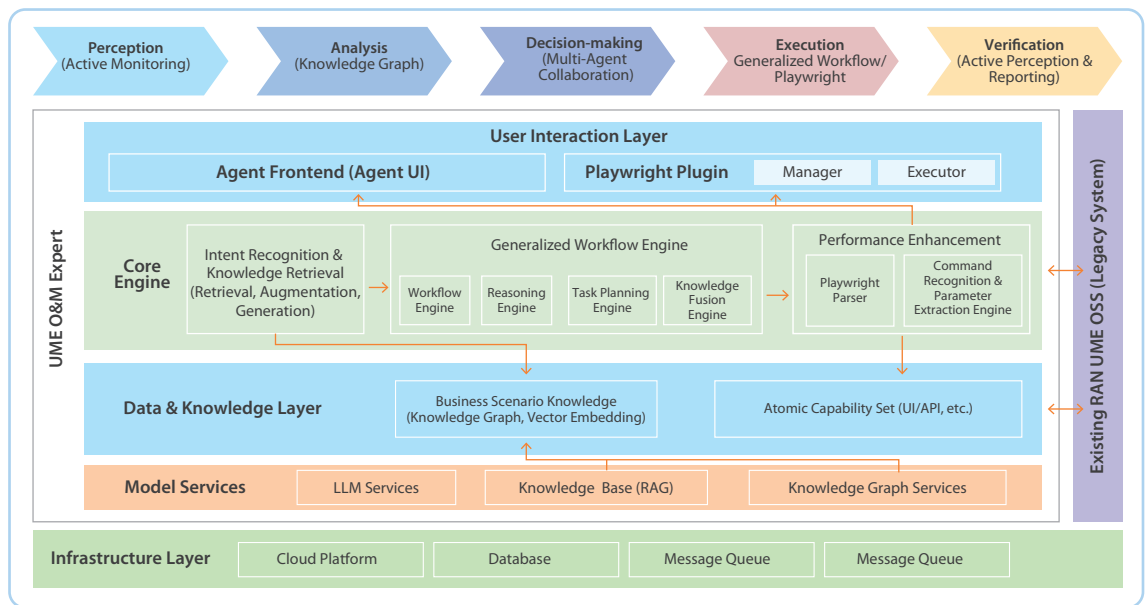 Perception
(Active Monitoring)
Analysis
(Knowledge Graph)
Decision-making
(Multi-Agent
Collaboration)
Execution
Generalized Workflow/
Playwright
Verification
(Active Perception &
Reporting)
UME O&M Expert
User Interaction Layer
Agent Frontend (Agent UI)
Playwright Plugin
Manager
Executor
Core
Engine
Intent Recognition &
Knowledge Retrieval
(Retrieval, Augmentation,
Generation)
Generalized Workflow Engine
Workflow
Engine
Reasoning
Engine
Task Planning
Engine
Knowledge
Fusion
Engine
Performance Enhancement
Playwright
Parser
Command
Recognition &
Parameter
Extraction Engine
Data & Knowledge Layer
Business Scenario Knowledge
(Knowledge Graph, Vector Embedding)
Atomic Capability Set (UI/API, etc.)
Model Services
LLM Services
Knowledge Base (RAG)
Knowledge Graph Services
Existing RAN UME OSS (Legacy System)
Infrastructure Layer
Cloud Platform
Database
Message Queue
Message Queue